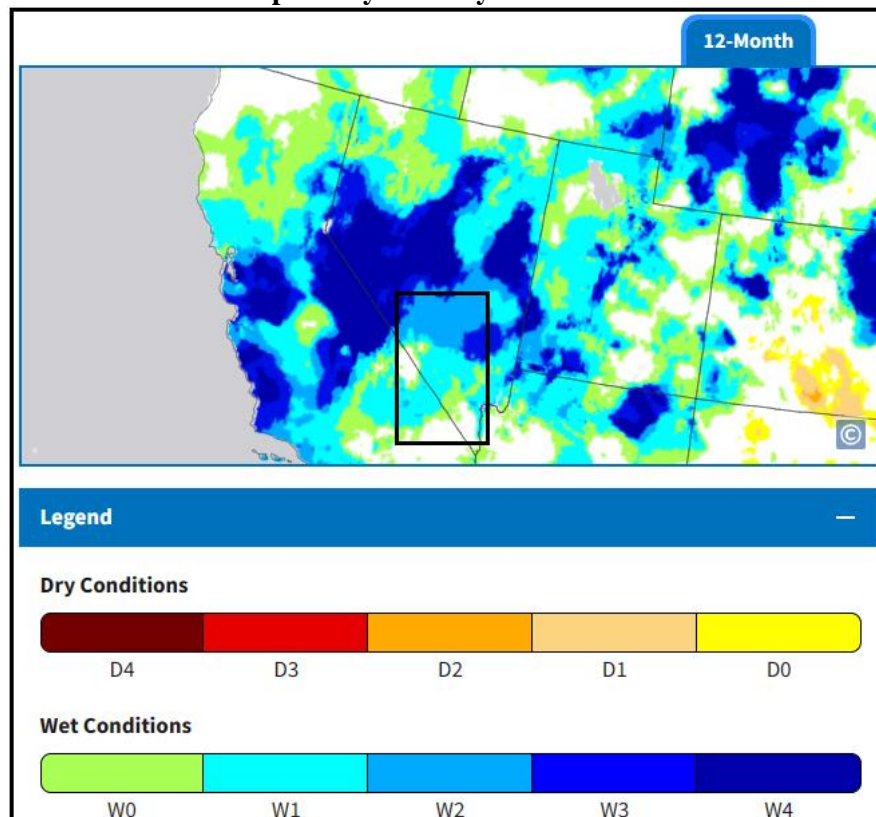 12-Month
©
Legend
Dry Conditions
D4 D3 D2 D1 D0
Wet Conditions
W0 W1 W2 W3 W4